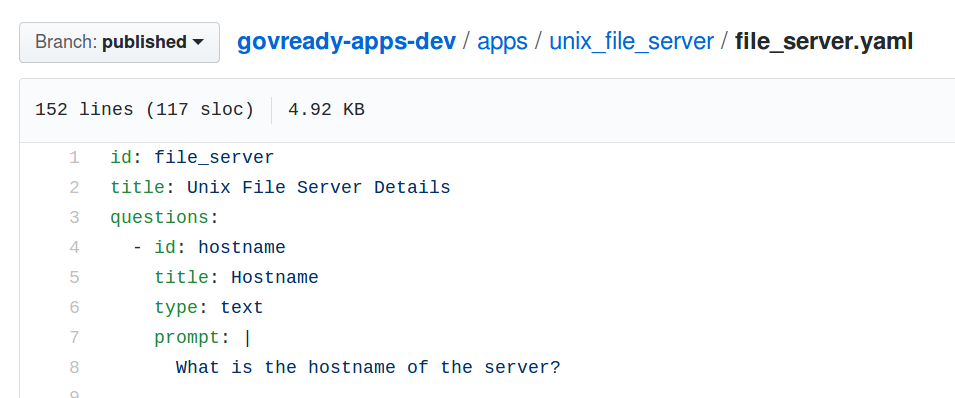 Branch: published govready-apps-dev / apps / unix_file_server / file_server.yaml
152 lines (117 sloc) 4.92 KB
1 id: file_server
2 title: Unix File Server Details
3 questions:
4 - id: hostname
5 title: Hostname
6 type: text
7 prompt: |
8 What is the hostname of the server?
9